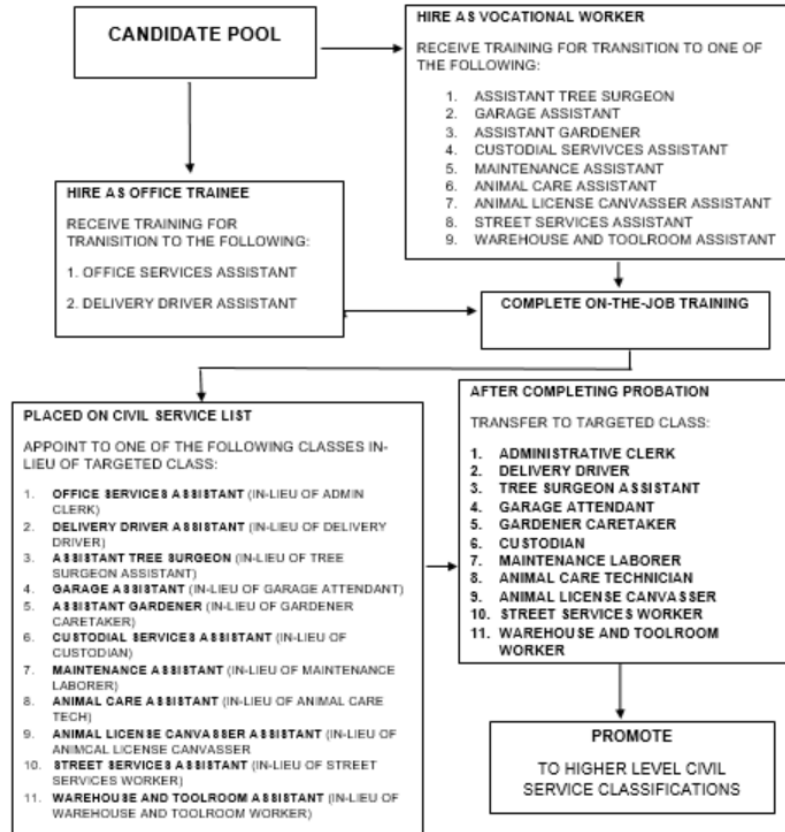 CANDIDATE POOL
HIRE AS VOCATIONAL WORKER
RECEIVE TRAINING FOR TRANSITION TO ONE OF
THE FOLLOWING:
1. ASSISTANT TREE SURGEON
2. GARAGE ASSISTANT
3. ASSISTANT GARDENER
4. CUSTODIAL SERVIVCES ASSISTANT
5. MAINTENANCE ASSISTANT
6. ANIMAL CARE ASSISTANT
7. ANIMAL LICENSE CANVASSER ASSISTANT
8. STREET SERVICES ASSISTANT
9. WAREHOUSE AND TOOLROOM ASSISTANT
HIRE AS OFFICE TRAINEE
RECEIVE TRAINING FOR
TRANSITION TO THE FOLLOWING:
1. OFFICE SERVICES ASSISTANT
2. DELIVERY DRIVER ASSISTANT
COMPLETE ON-THE-JOB TRAINING
PLACED ON CIVIL SERVICE LIST
APPOINT TO ONE OF THE FOLLOWING CLASSES IN-
LIEU OF TARGETED CLASS:
1. OFFICE SERVICES ASSISTANT (IN-LIEU OF ADMIN
CLERK)
2. DELIVERY DRIVER ASSISTANT (IN-LIEU OF DELIVERY
DRIVER)
3. ASSISTANT TREE SURGEON (IN-LIEU OF TREE
SURGEON ASSISTANT)
4. GARAGE ASSISTANT (IN-LIEU OF GARAGE ATTENDANT)
5. ASSISTANT GARDENER (IN-LIEU OF GARDENER
CARETAKER)
6. CUSTODIAL SERVICES ASSISTANT (IN-LIEU OF
CUSTODIAN)
7. MAINTENANCE ASSISTANT (IN-LIEU OF MAINTENANCE
LABORER)
8. ANIMAL CARE ASSISTANT (IN-LIEU OF ANIMAL CARE
TECH)
9. ANIMAL LICENSE CANVASSER ASSISTANT (IN-LIEU OF
ANIMCAL LICENSE CANVASSER
10. STREET SERVICES ASSISTANT (IN-LIEU OF STREET
SERVICES WORKER)
11. WAREHOUSE AND TOOLROOM ASSISTANT (IN-LIEU OF
WAREHOUSE AND TOOLROOM WORKER)
AFTER COMPLETING PROBATION
TRANSFER TO TARGETED CLASS:
1. ADMINISTRATIVE CLERK
2. DELIVERY DRIVER
3. TREE SURGEON ASSISTANT
4. GARAGE ATTENDANT
5. GARDENER CARETAKER
6. CUSTODIAN
7. MAINTENANCE LABORER
8. ANIMAL CARE TECHNICIAN
9. ANIMAL LICENSE CANVASSER
10. STREET SERVICES WORKER
11. WAREHOUSE AND TOOLROOM
WORKER
PROMOTE
TO HIGHER LEVEL CIVIL
SERVICE CLASSIFICATIONS